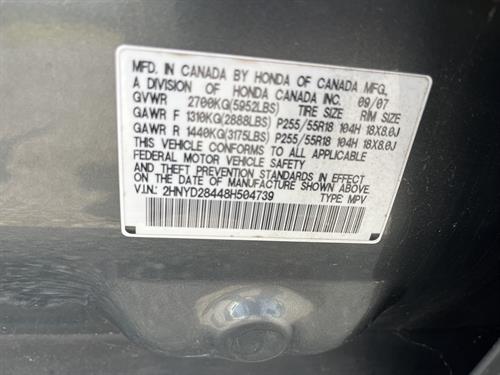 MFD. IN CANADA BY HONDA OF CANADA MFG.
A DIVISION OF HONDA CANADA INC. 09/07
GVWR 2700KG(5952LBS) TIRE SIZE RIM SIZE
GAWR F 1310KG(2888LBS) P255/55R18 104H 18X8.0J
GAWR R 1440KG(3175LBS) P255/55R18 104H 18X8.0J
THIS VEHICLE CONFORMS TO ALL APPLICABLE
FEDERAL MOTOR VEHICLE SAFETY
AND THEFT PREVENTION STANDARDS IN EFFECT
ON THE DATE OF MANUFACTURE SHOWN ABOVE.
V.I.N.: 2HNYD28448H504739 TYPE: MPV